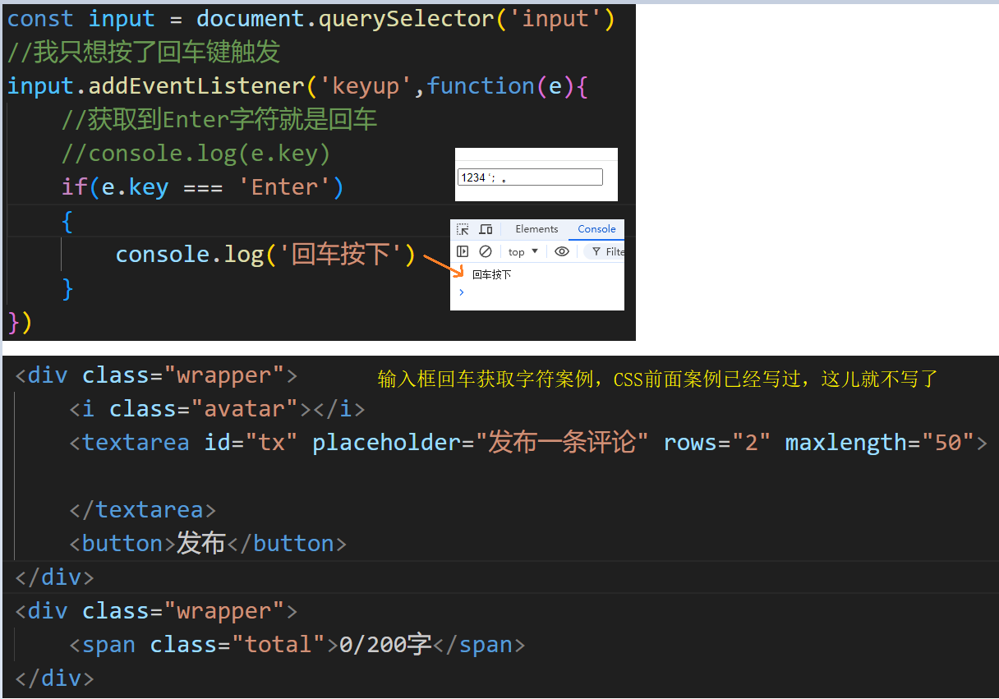 const input = document.querySelector('input')
//我只想按了回车键触发
input.addEventListener('keyup',function(e){
//获取到Enter字符就是回车
//console.log(e.key)
if(e.key === 'Enter')
{
console.log('回车按下')
}
})
1234 '; 。
Elements Console
top Filte
回车按下
>
<div class="wrapper">
输入框回车获取字符案例，CSS前面案例已经写过，这儿就不写了
<i class="avatar"></i>
<textarea id="tx" placeholder="发布一条评论" rows="2" maxlength="50">
</textarea>
<button>发布</button>
</div>
<div class="wrapper">
<span class="total">0/200字</span>
</div>